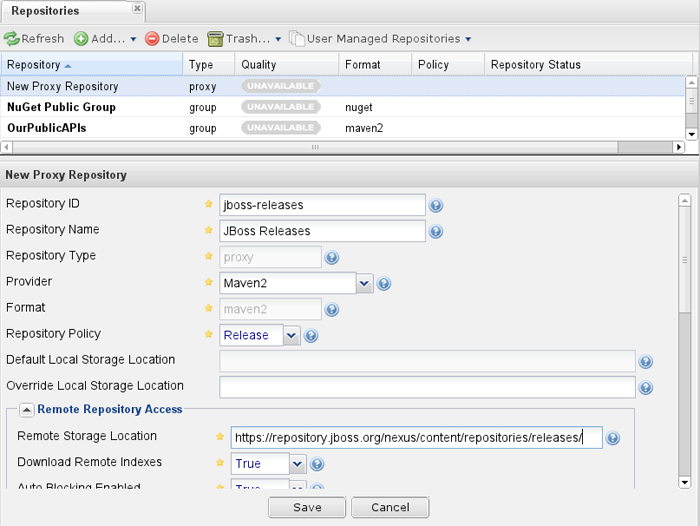 Repositories
Refresh Add... Delete Trash... User Managed Repositories
Repository Type Quality Format Policy Repository Status
New Proxy Repository proxy UNAVAILABLE
NuGet Public Group group UNAVAILABLE nuget
OurPublicAPIs group UNAVAILABLE maven2
New Proxy Repository
Repository ID jboss-releases
Repository Name JBoss Releases
Repository Type proxy
Provider Maven2
Format maven2
Repository Policy Release
Default Local Storage Location
Override Local Storage Location
Remote Repository Access
Remote Storage Location https://repository.jboss.org/nexus/content/repositories/releases/
Download Remote Indexes True
Auto Blocking Enabled True
Save Cancel